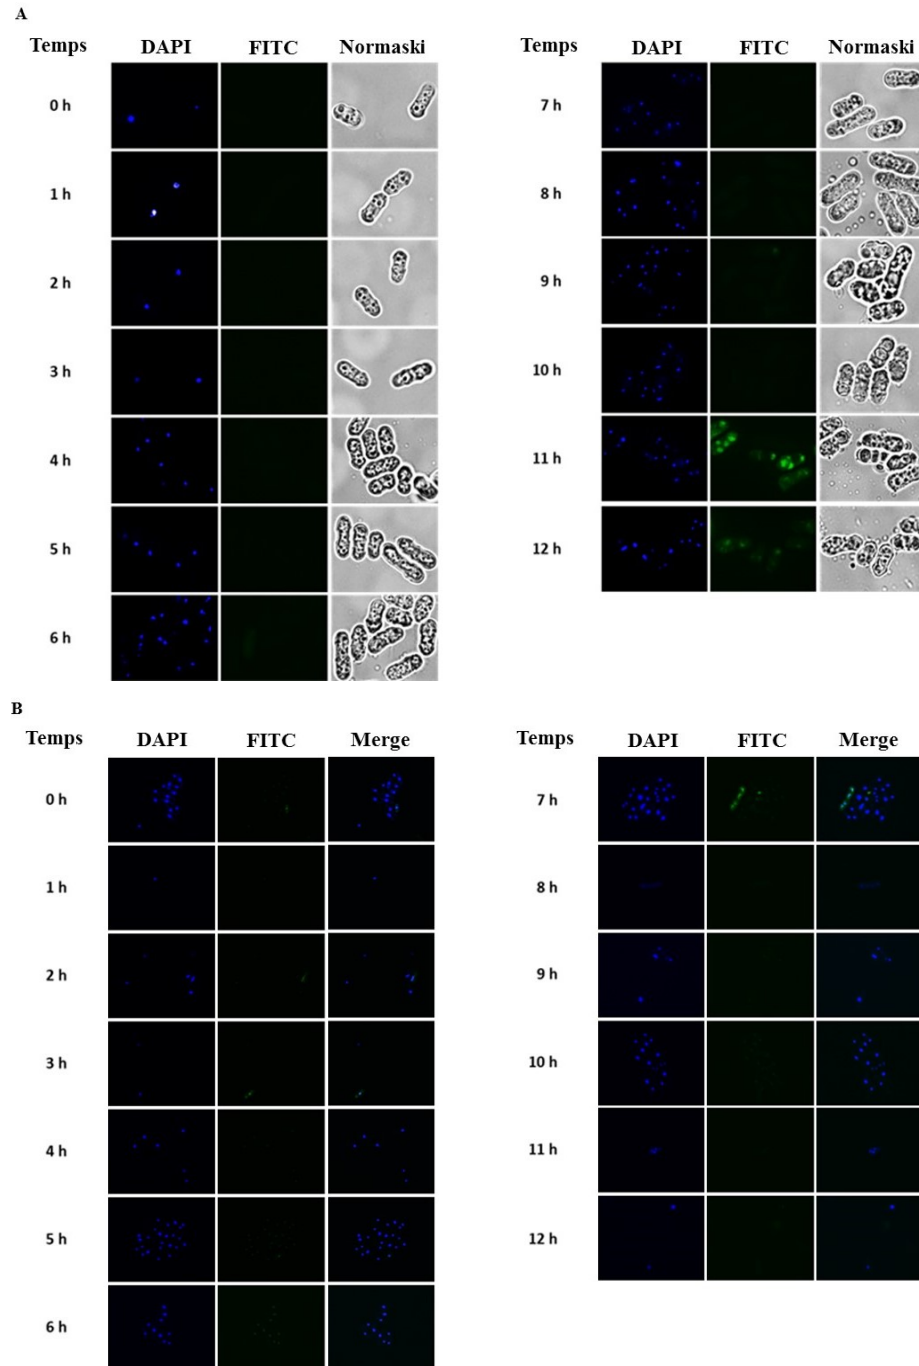 A
Temps DAPI FITC Normaski
0 h
1 h
2 h
3 h
4 h
5 h
6 h
Temps DAPI FITC Normaski
7 h
8 h
9 h
10 h
11 h
12 h
B
Temps DAPI FITC Merge
0 h
1 h
2 h
3 h
4 h
5 h
6 h
Temps DAPI FITC Merge
7 h
8 h
9 h
10 h
11 h
12 h